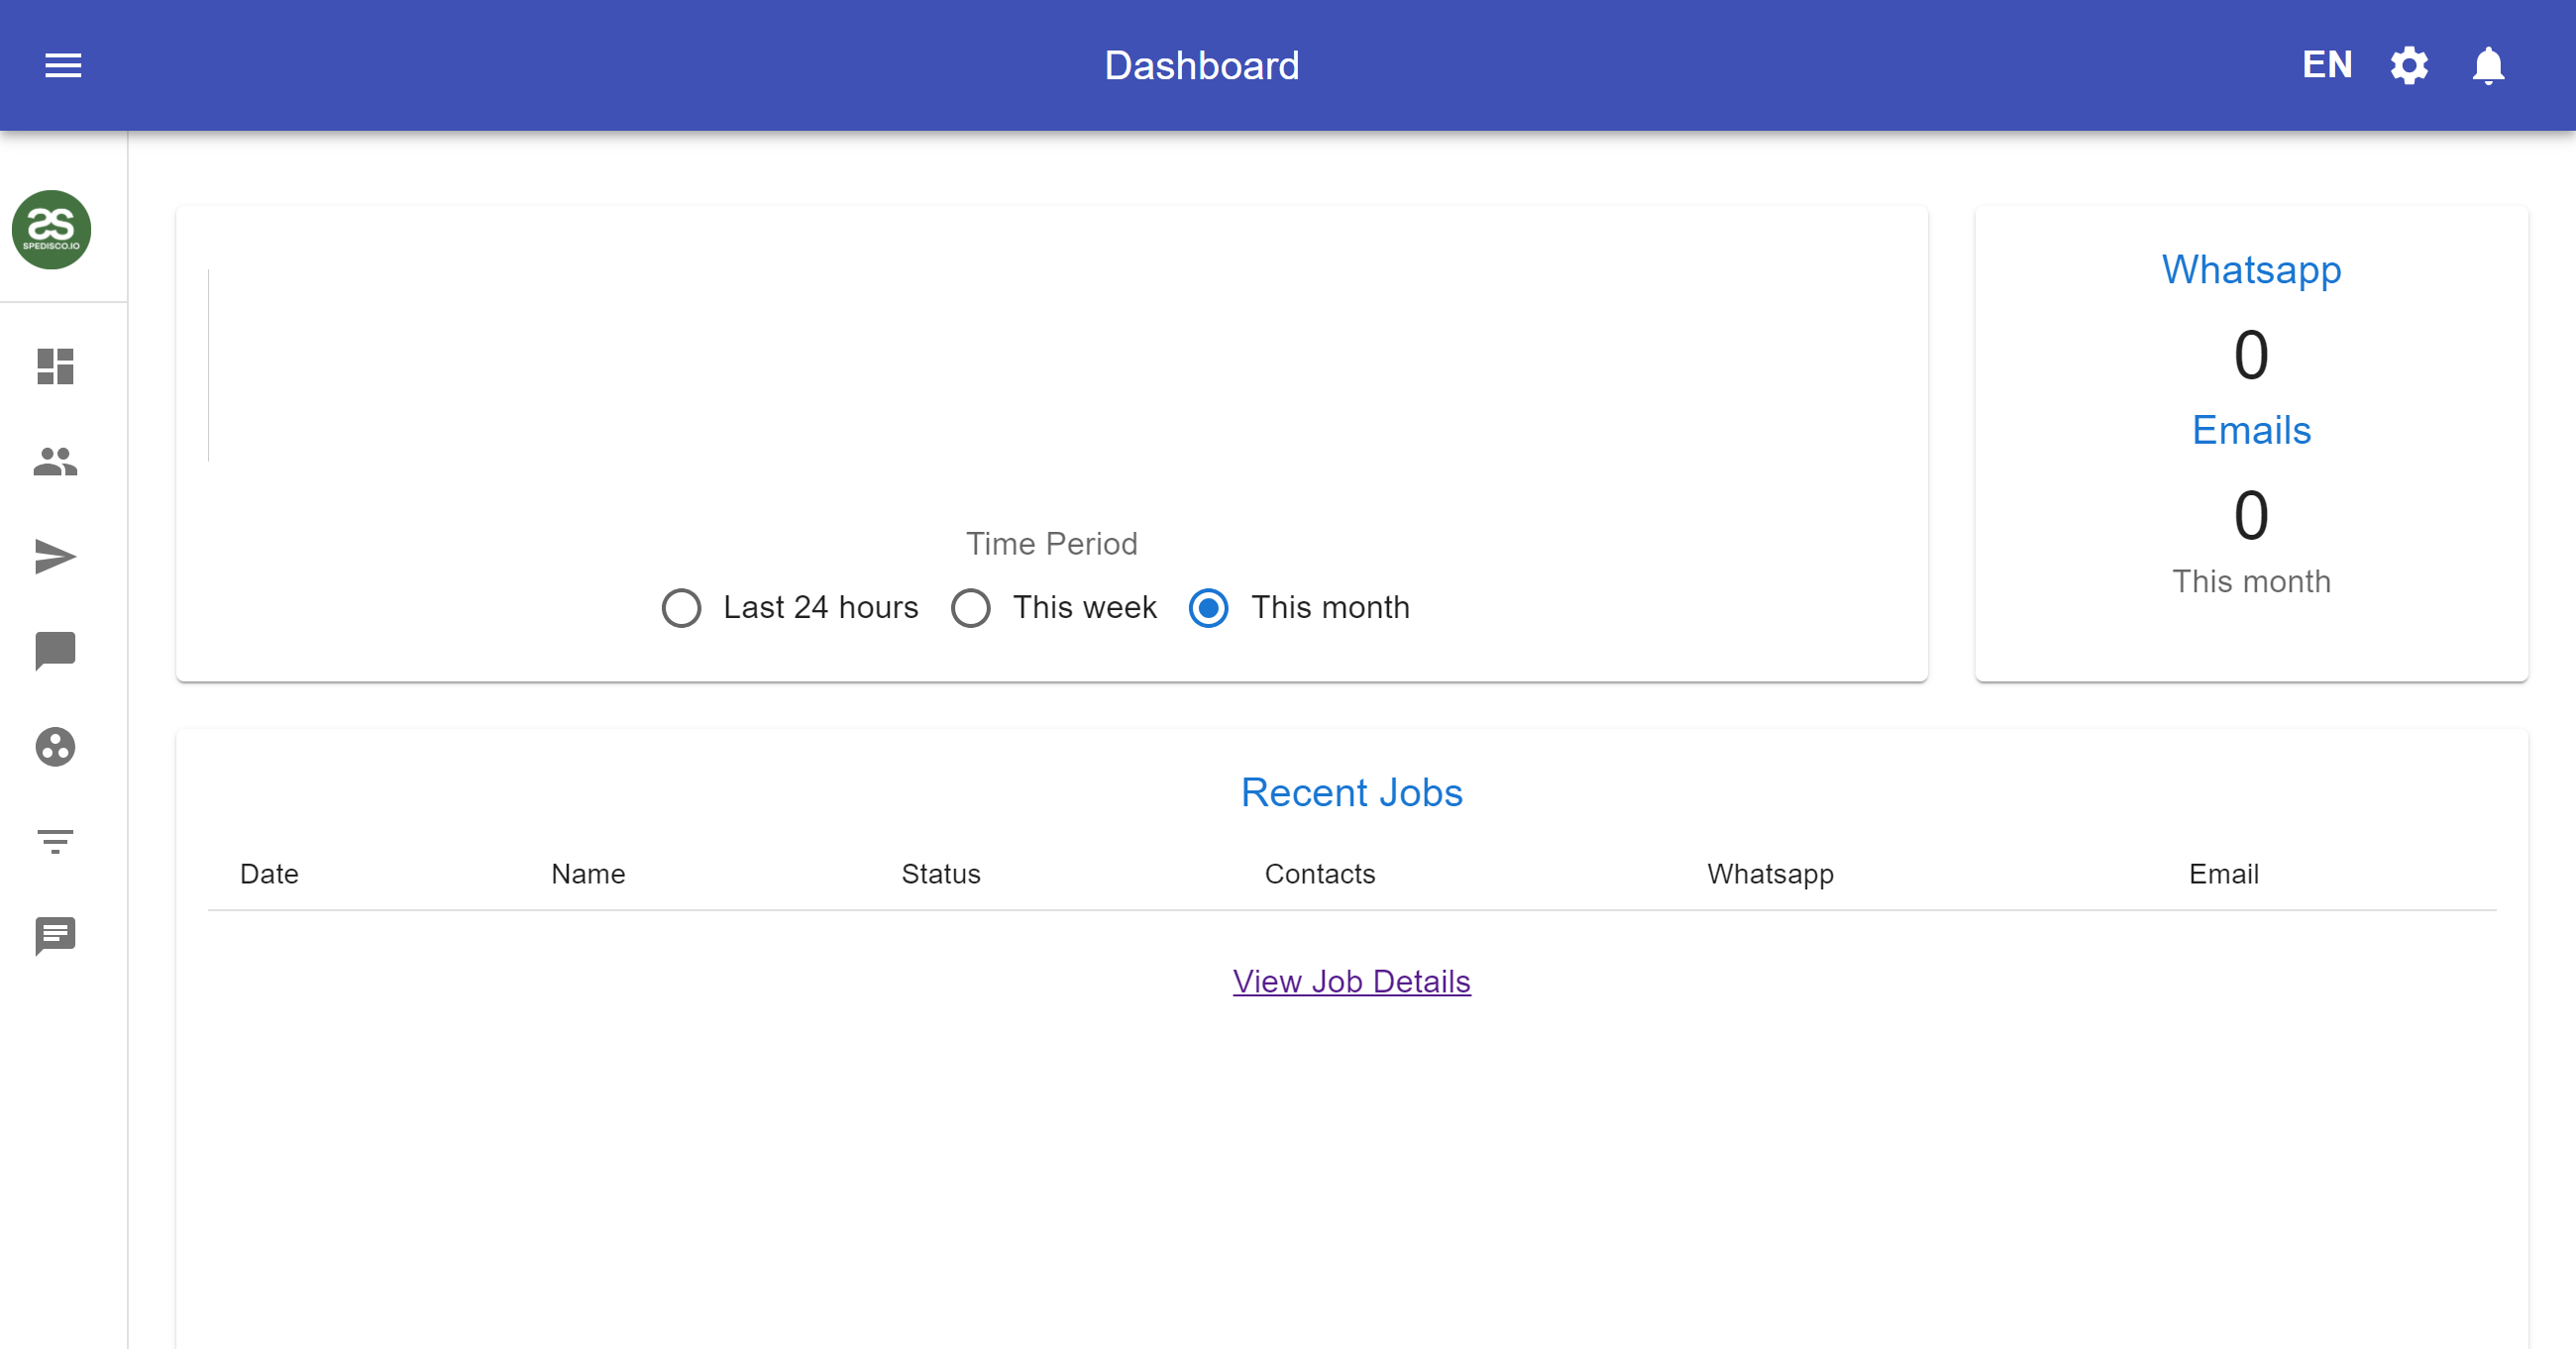 Dashboard
EN
SPEDISCO.IO
Whatsapp
0
Emails
0
This month
Time Period
Last 24 hours This week This month
Recent Jobs
Date Name Status Contacts Whatsapp Email
View Job Details